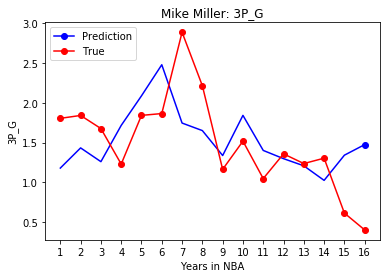 Mike Miller: 3P_G
Prediction
True
3.0
2.5
2.0
1.5
1.0
0.5
3P_G
1 2 3 4 5 6 7 8 9 10 11 12 13 14 15 16
Years in NBA